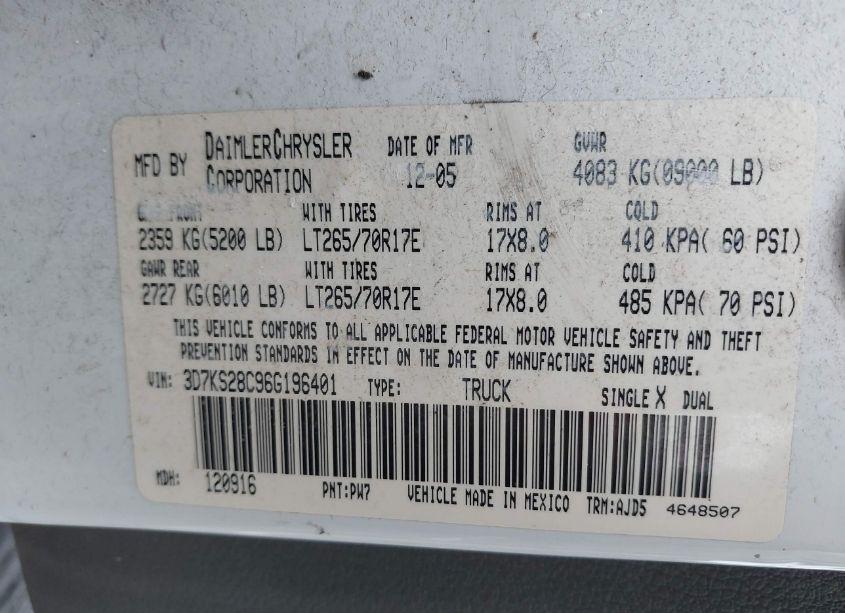 MFD BY DAIMLERCHRYSLER CORPORATION DATE OF MFR 12-05 GVWR 4083 KG(09000 LB)
FRONT WITH TIRES RIMS AT COLD
2359 KG(5200 LB) LT265/70R17E 17X8.0 410 KPA( 60 PSI)
GAWR REAR WITH TIRES RIMS AT COLD
2727 KG(6010 LB) LT265/70R17E 17X8.0 485 KPA( 70 PSI)
THIS VEHICLE CONFORMS TO ALL APPLICABLE FEDERAL MOTOR VEHICLE SAFETY AND THEFT
PREVENTION STANDARDS IN EFFECT ON THE DATE OF MANUFACTURE SHOWN ABOVE.
VIN: 3D7KS28C96G196401 TYPE: TRUCK SINGLE X DUAL
MDH: 120916 PNT:PW7 VEHICLE MADE IN MEXICO TRM:AJD5 4648507